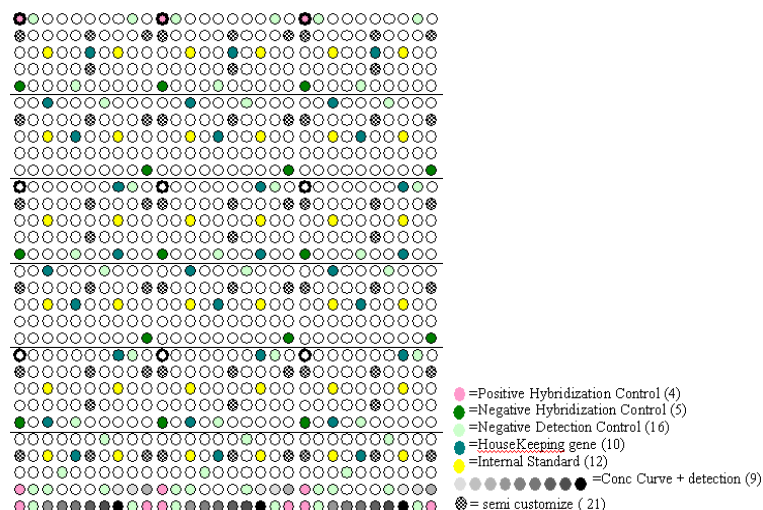 =Positive Hybridization Control (4)
=Negative Hybridization Control (5)
=Negative Detection Control (16)
=HouseKeeping gene (10)
=Internal Standard (12)
=Conc Curve + detection (9)
= semi customize ( 21)